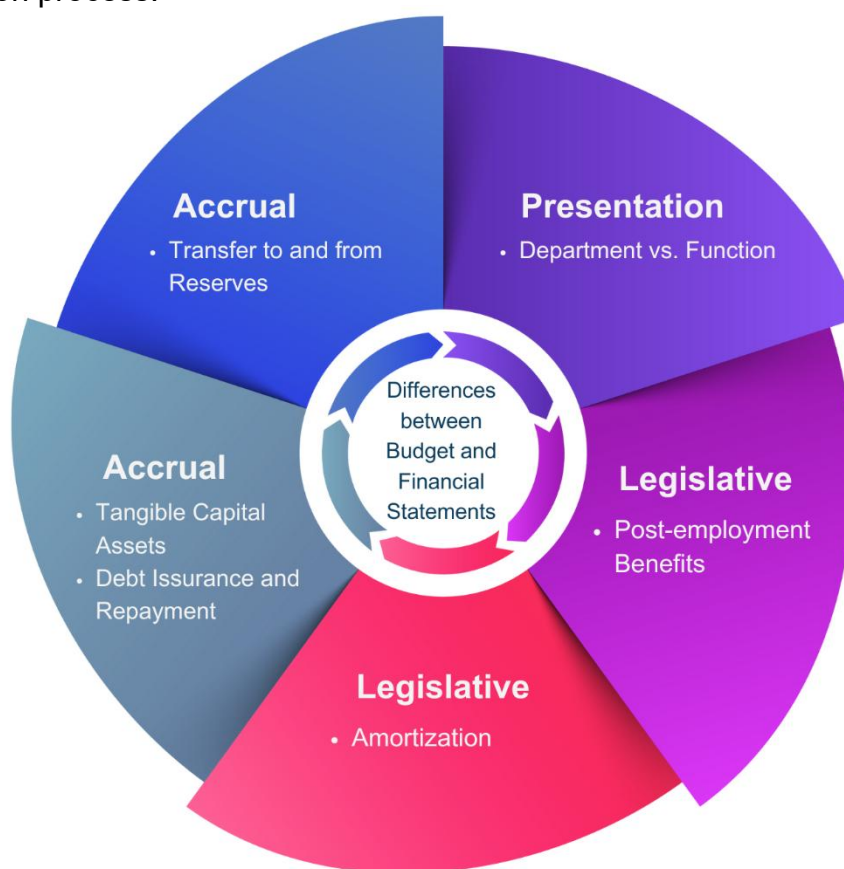 Accrual
• Transfer to and from
Reserves
Presentation
• Department vs. Function
Differences
between
Budget and
Financial
Statements
Accrual
• Tangible Capital
Assets
• Debt Issurance and
Repayment
Legislative
• Post-employment
Benefits
Legislative
• Amortization